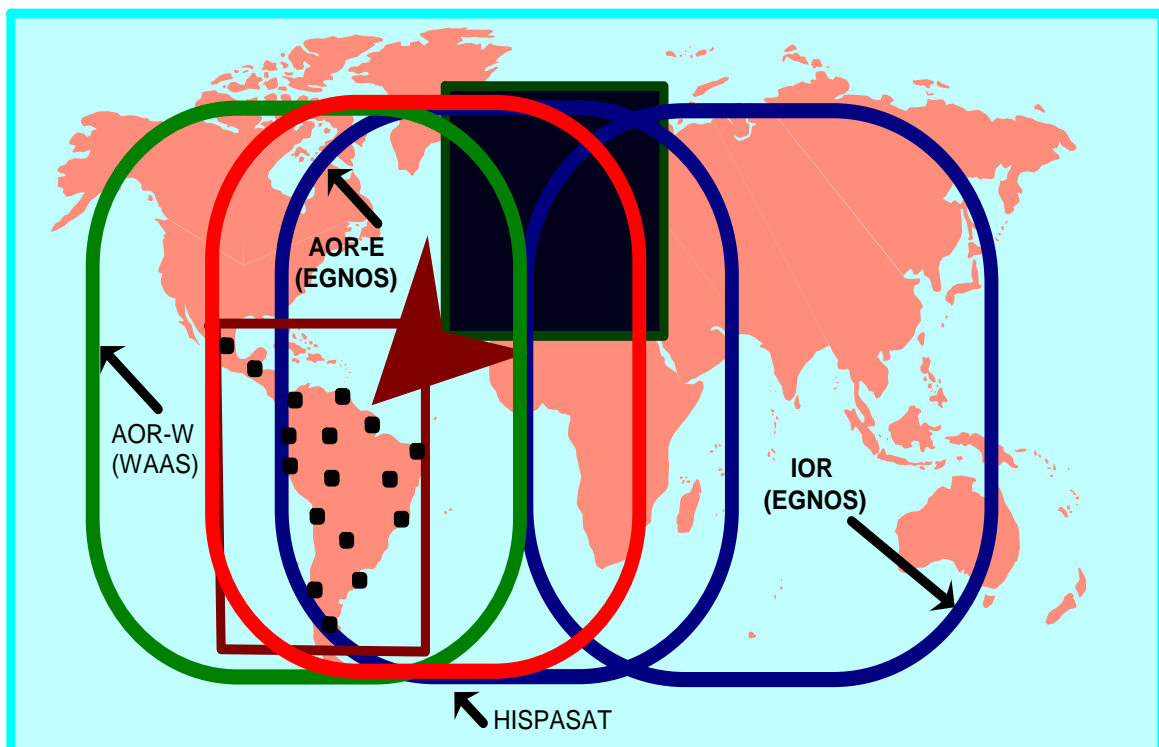 AOR-E
(EGNOS)
AOR-W
(WAAS)
IOR
(EGNOS)
HISPASAT